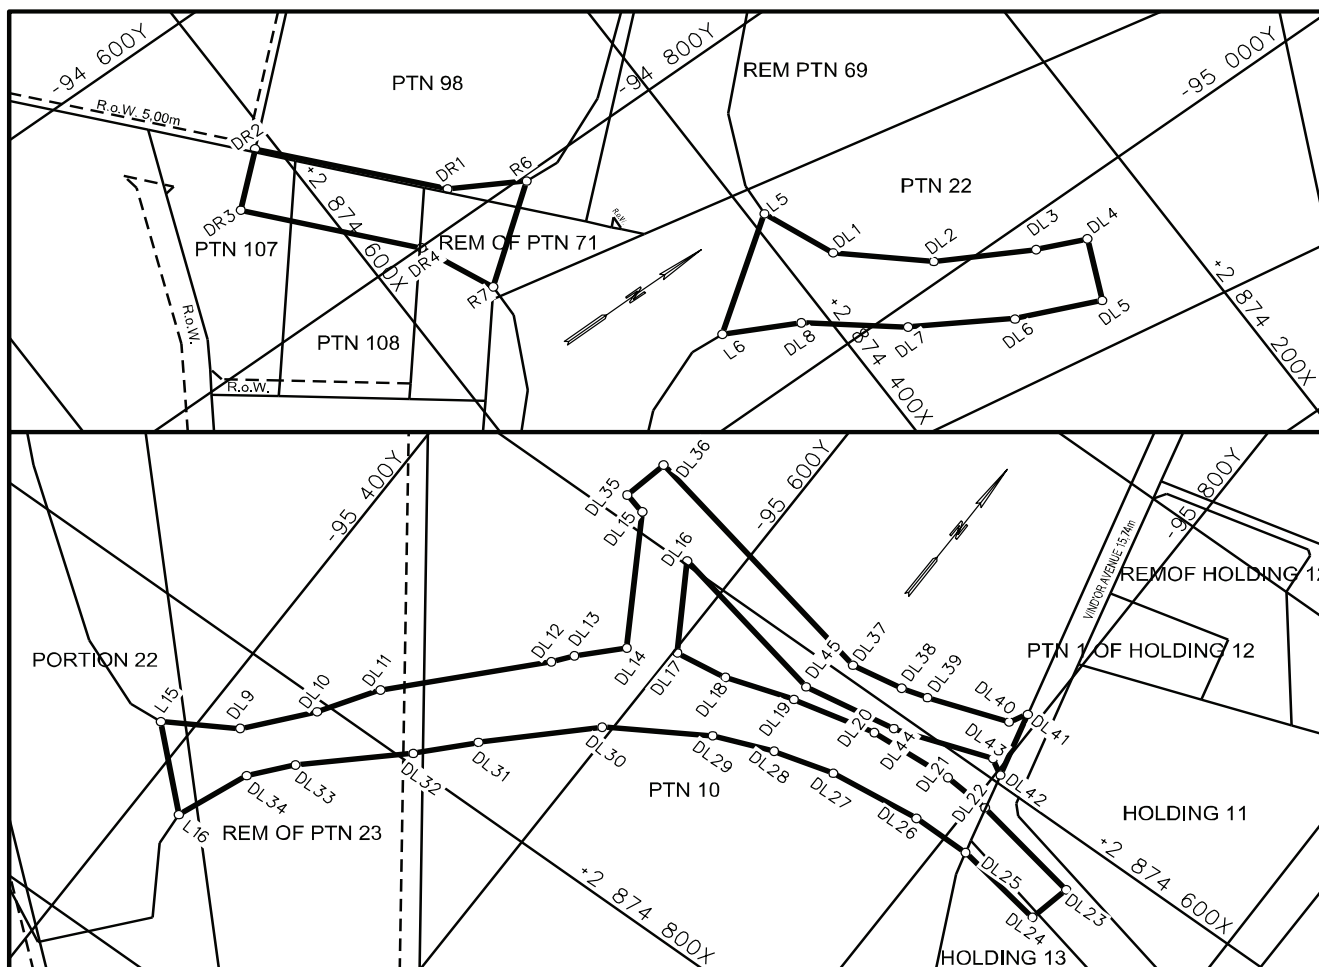 -94 600Y
-94 800Y
-95 000Y
PTN 98
REM PTN 69
R.o.W. 5,00m
DR2
DR1
R6
+2 874 600X
PTN 22
L5
DL1
DL2
DL3
DL4
DR3
PTN 107
REM OF PTN 71
DR4
R.o.W.
R7
N
+2 874 400X
+2 874 200X
R.o.W.
PTN 108
R.o.W.
L6
DL8
DL7
DL6
DL5
DL36
DL35
DL15
DL16
-95 400Y
-95 600Y
-95 800Y
N
VIND'OR AVENUE 15.74m
REM OF HOLDING 12
PORTION 22
PTN 1 OF HOLDING 12
L15
DL9
DL10
DL11
DL12
DL13
DL14
DL17
DL18
DL19
DL45
DL37
DL38
DL39
DL40
DL41
DL20
DL44
DL43
DL42
DL21
DL22
L16
DL34
DL33
DL32
DL31
DL30
DL29
DL28
DL27
DL26
DL25
DL24
DL23
REM OF PTN 23
PTN 10
HOLDING 11
+2 874 800X
+2 874 600X
HOLDING 13